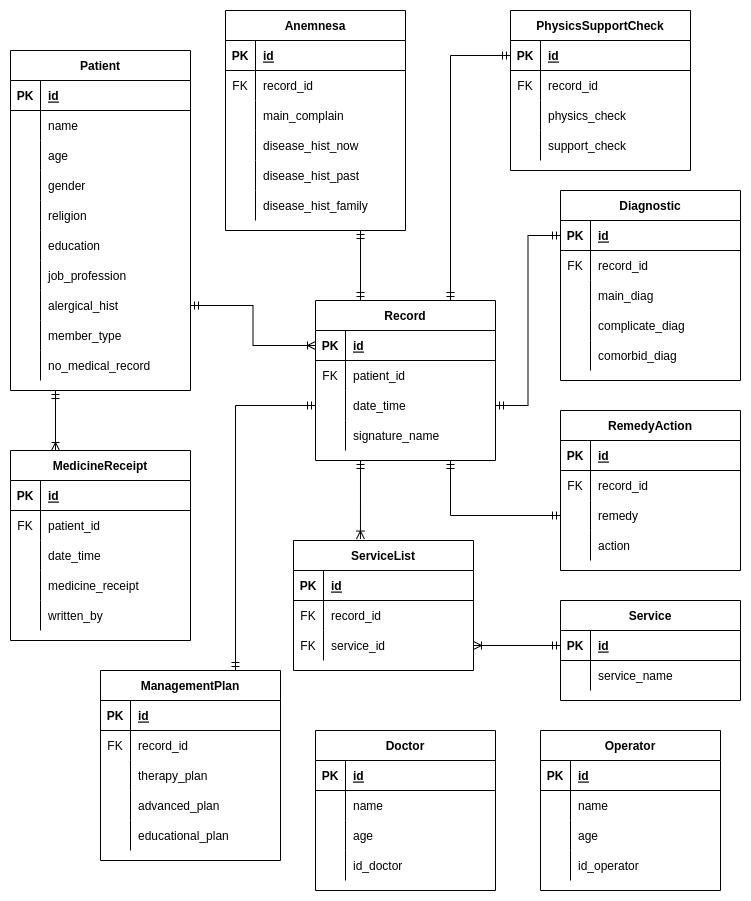 Patient
PK id
name
age
gender
religion
education
job_profession
alergical_hist
member_type
no_medical_record
Anemnesa
PK id
FK record_id
main_complain
disease_hist_now
disease_hist_past
disease_hist_family
PhysicsSupportCheck
PK id
FK record_id
physics_check
support_check
Diagnostic
PK id
FK record_id
main_diag
complicate_diag
comorbid_diag
Record
PK id
FK patient_id
date_time
signature_name
MedicineReceipt
PK id
FK patient_id
date_time
medicine_receipt
written_by
RemedyAction
PK id
FK record_id
remedy
action
ServiceList
PK id
FK record_id
FK service_id
Service
PK id
service_name
ManagementPlan
PK id
FK record_id
therapy_plan
advanced_plan
educational_plan
Doctor
PK id
name
age
id_doctor
Operator
PK id
name
age
id_operator